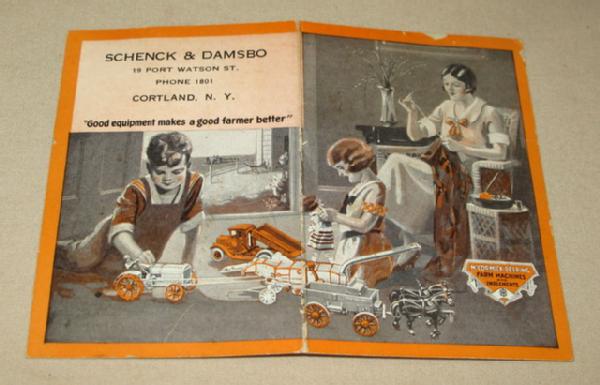 SCHENCK & DAMSBO
19 PORT WATSON ST.
PHONE 1801
CORTLAND, N. Y.
"Good equipment makes a good farmer better"
McCORMICK-DEERING
FARM MACHINES
AND
IMPLEMENTS